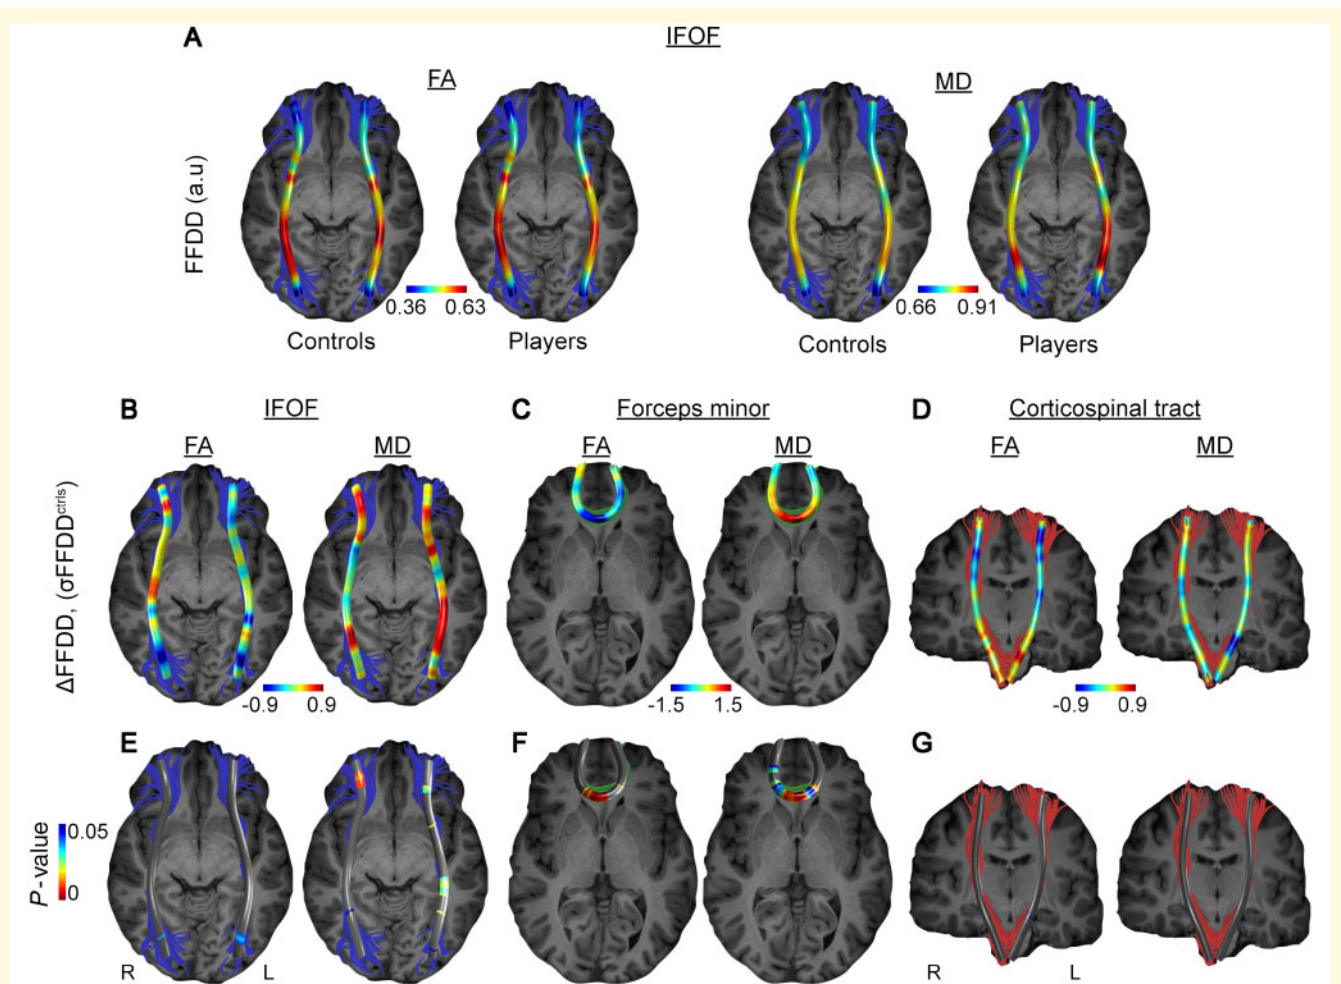 A IFOF
FA MD
FFDD (a.u)
0.36 0.63 0.66 0.91
Controls Players Controls Players
B IFOF C Forceps minor D Corticospinal tract
FA MD FA MD FA MD
ΔFFDD, (σFFDDctrls)
-0.9 0.9 -1.5 1.5 -0.9 0.9
E F G
P-value
0.05
0
R L R L